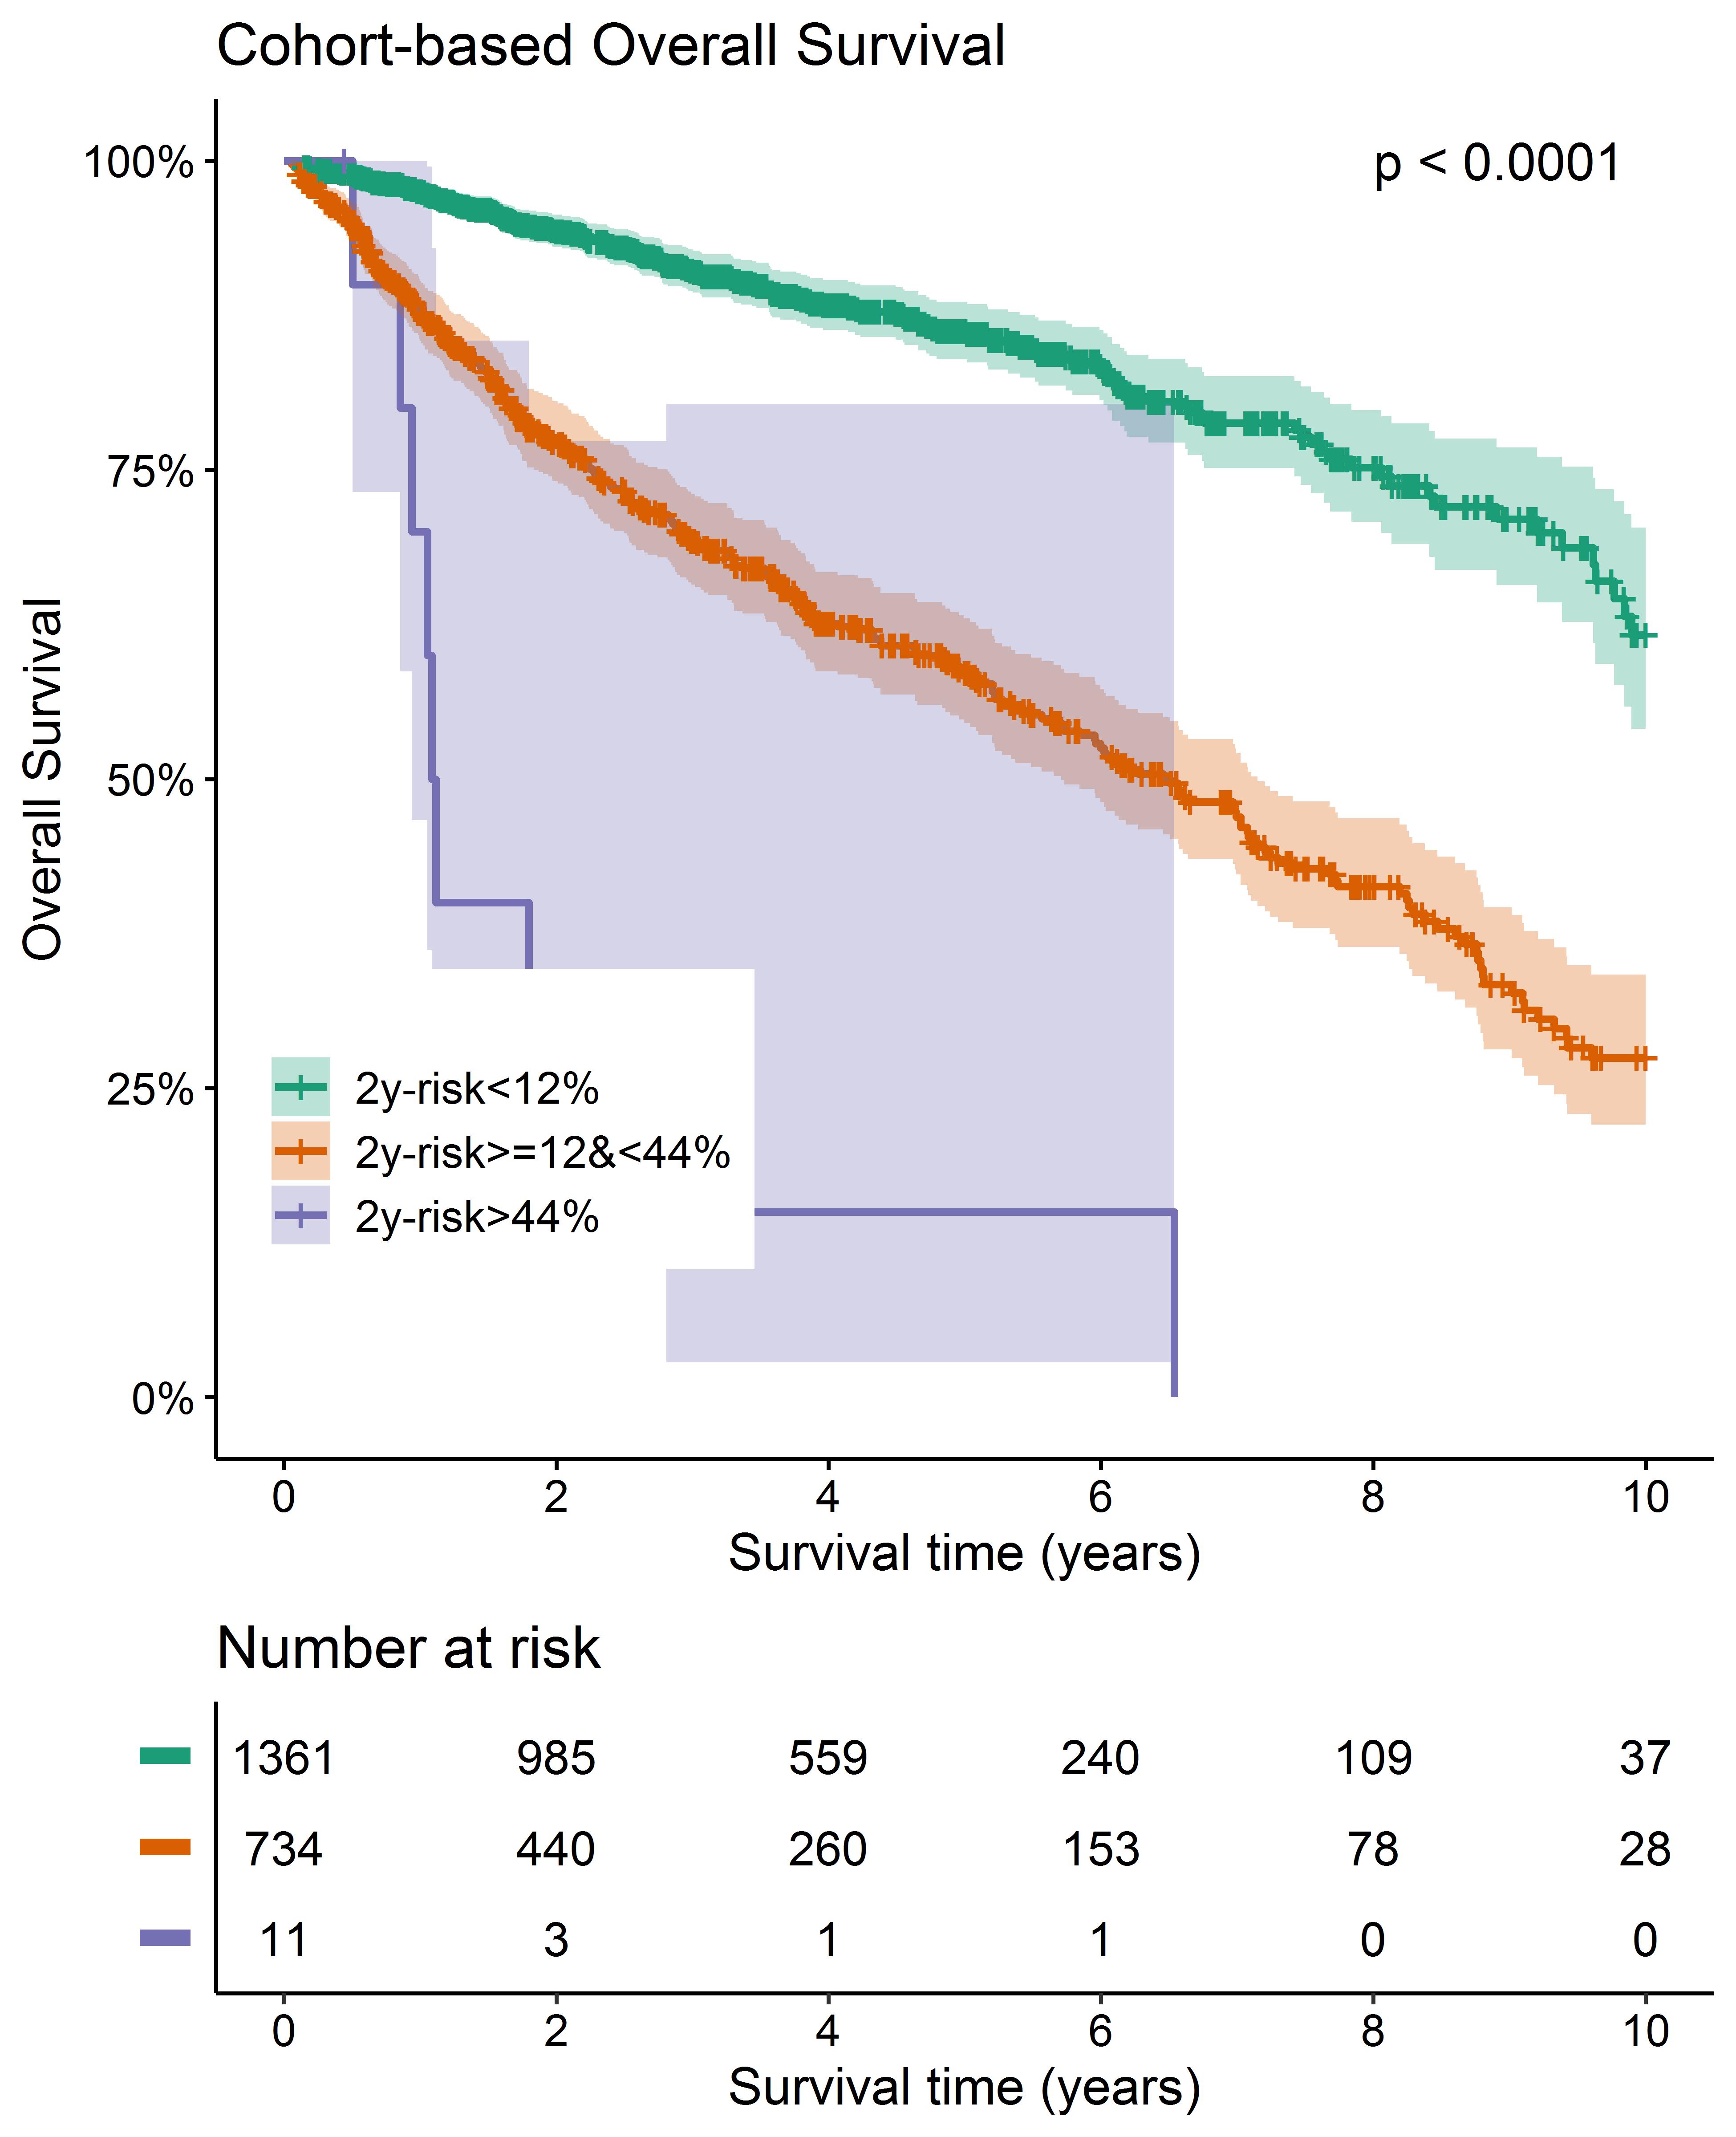 Cohort-based Overall Survival
p < 0.0001
100%
75%
50%
25%
0%
Overall Survival
2y-risk<12%
2y-risk>=12&<44%
2y-risk>44%
0 2 4 6 8 10
Survival time (years)
Number at risk
1361 985 559 240 109 37
734 440 260 153 78 28
11 3 1 1 0 0
0 2 4 6 8 10
Survival time (years)